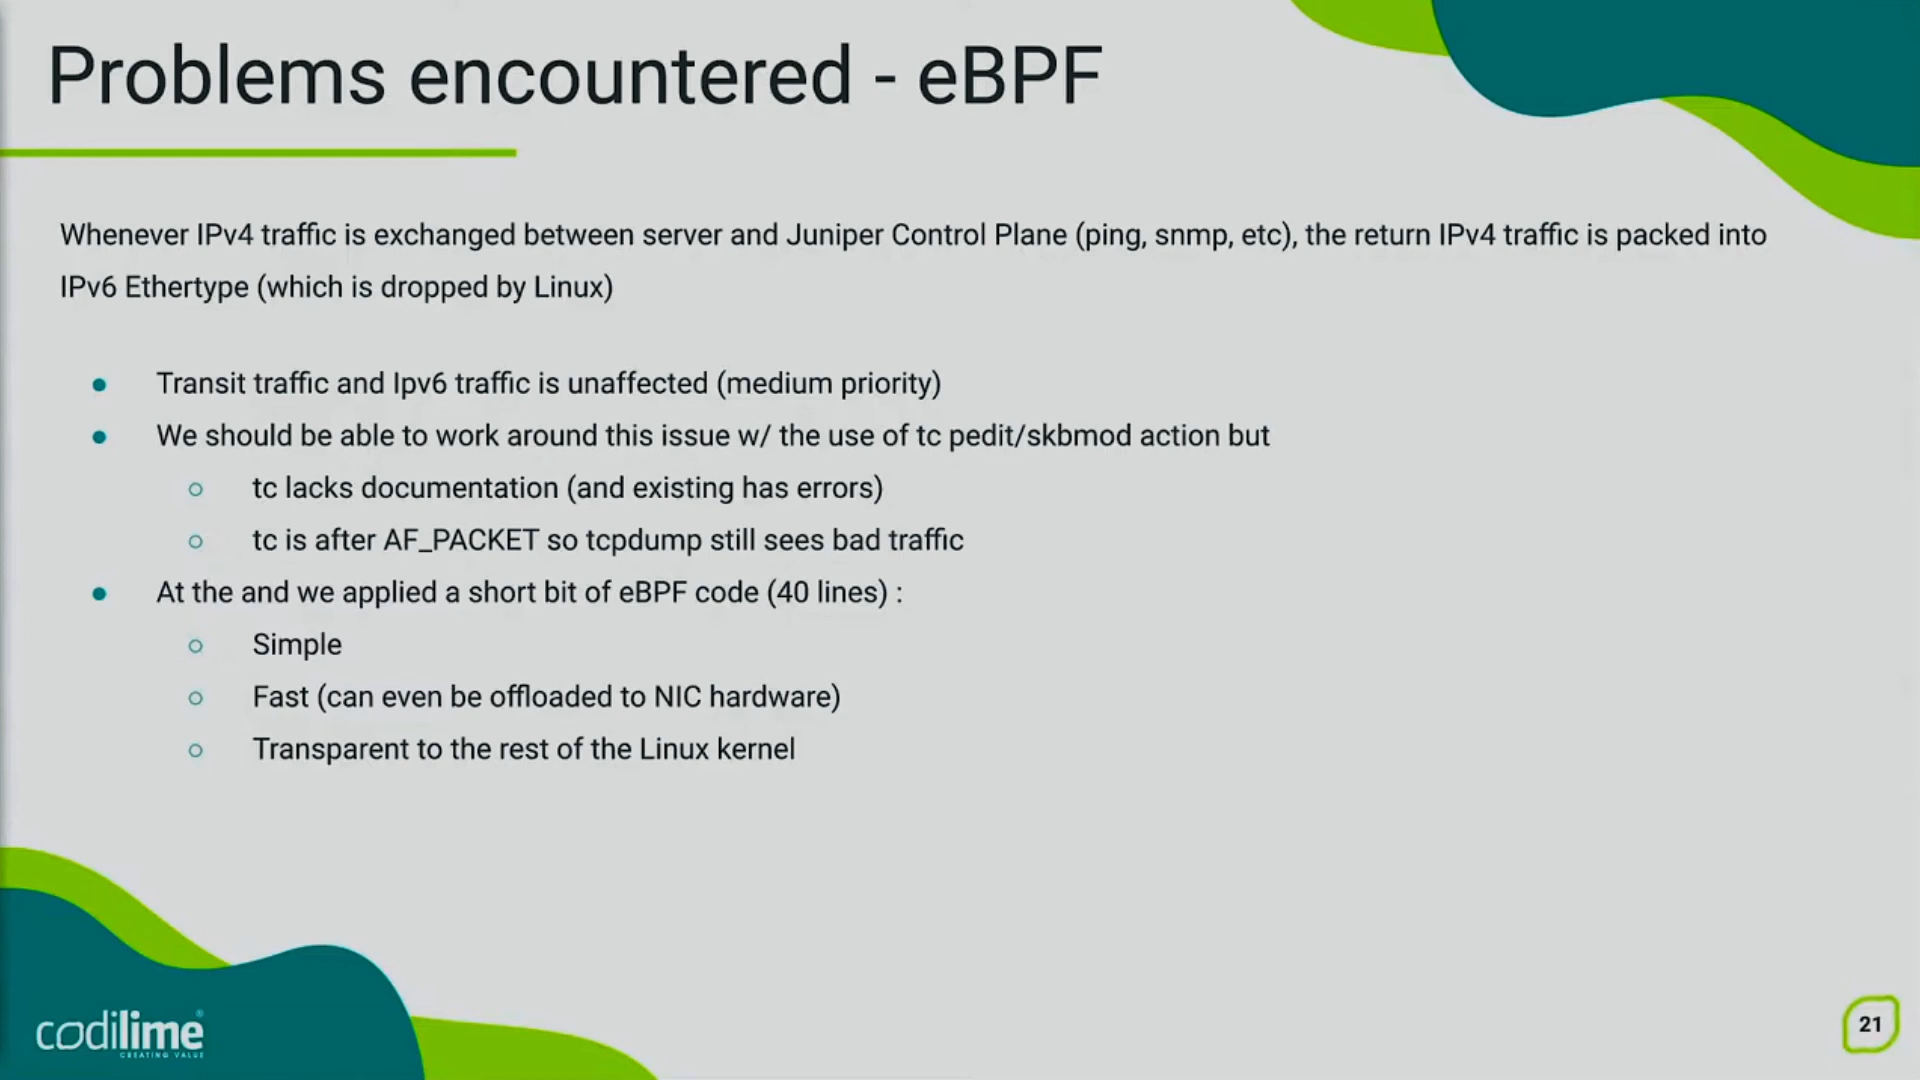 Problems encountered - eBPF
Whenever IPv4 traffic is exchanged between server and Juniper Control Plane (ping, snmp, etc), the return IPv4 traffic is packed into
IPv6 Ethertype (which is dropped by Linux)
● Transit traffic and Ipv6 traffic is unaffected (medium priority)
● We should be able to work around this issue w/ the use of tc pedit/skbmod action but
○ tc lacks documentation (and existing has errors)
○ tc is after AF_PACKET so tcpdump still sees bad traffic
● At the and we applied a short bit of eBPF code (40 lines) :
○ Simple
○ Fast (can even be offloaded to NIC hardware)
○ Transparent to the rest of the Linux kernel
codilime®
CREATING VALUE
21